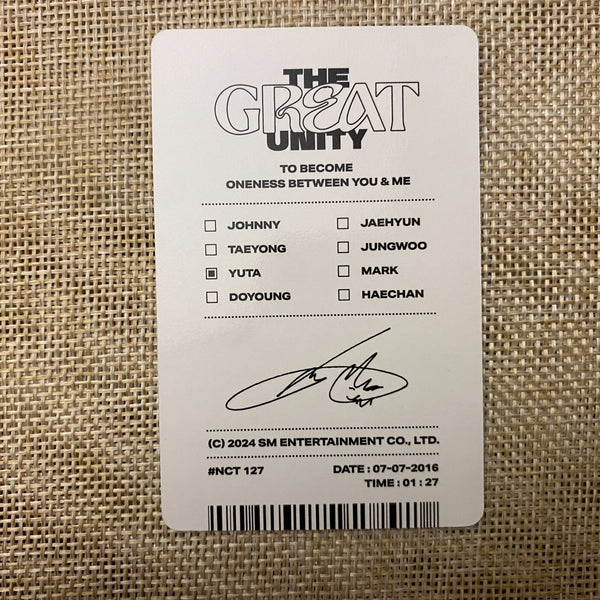 THE
GREAT
UNITY
TO BECOME
ONENESS BETWEEN YOU & ME
JOHNNY
TAEYONG
YUTA
DOYOUNG
JAEHYUN
JUNGWOO
MARK
HAECHAN
(C) 2024 SM ENTERTAINMENT CO., LTD.
#NCT 127
DATE : 07-07-2016
TIME : 01 : 27